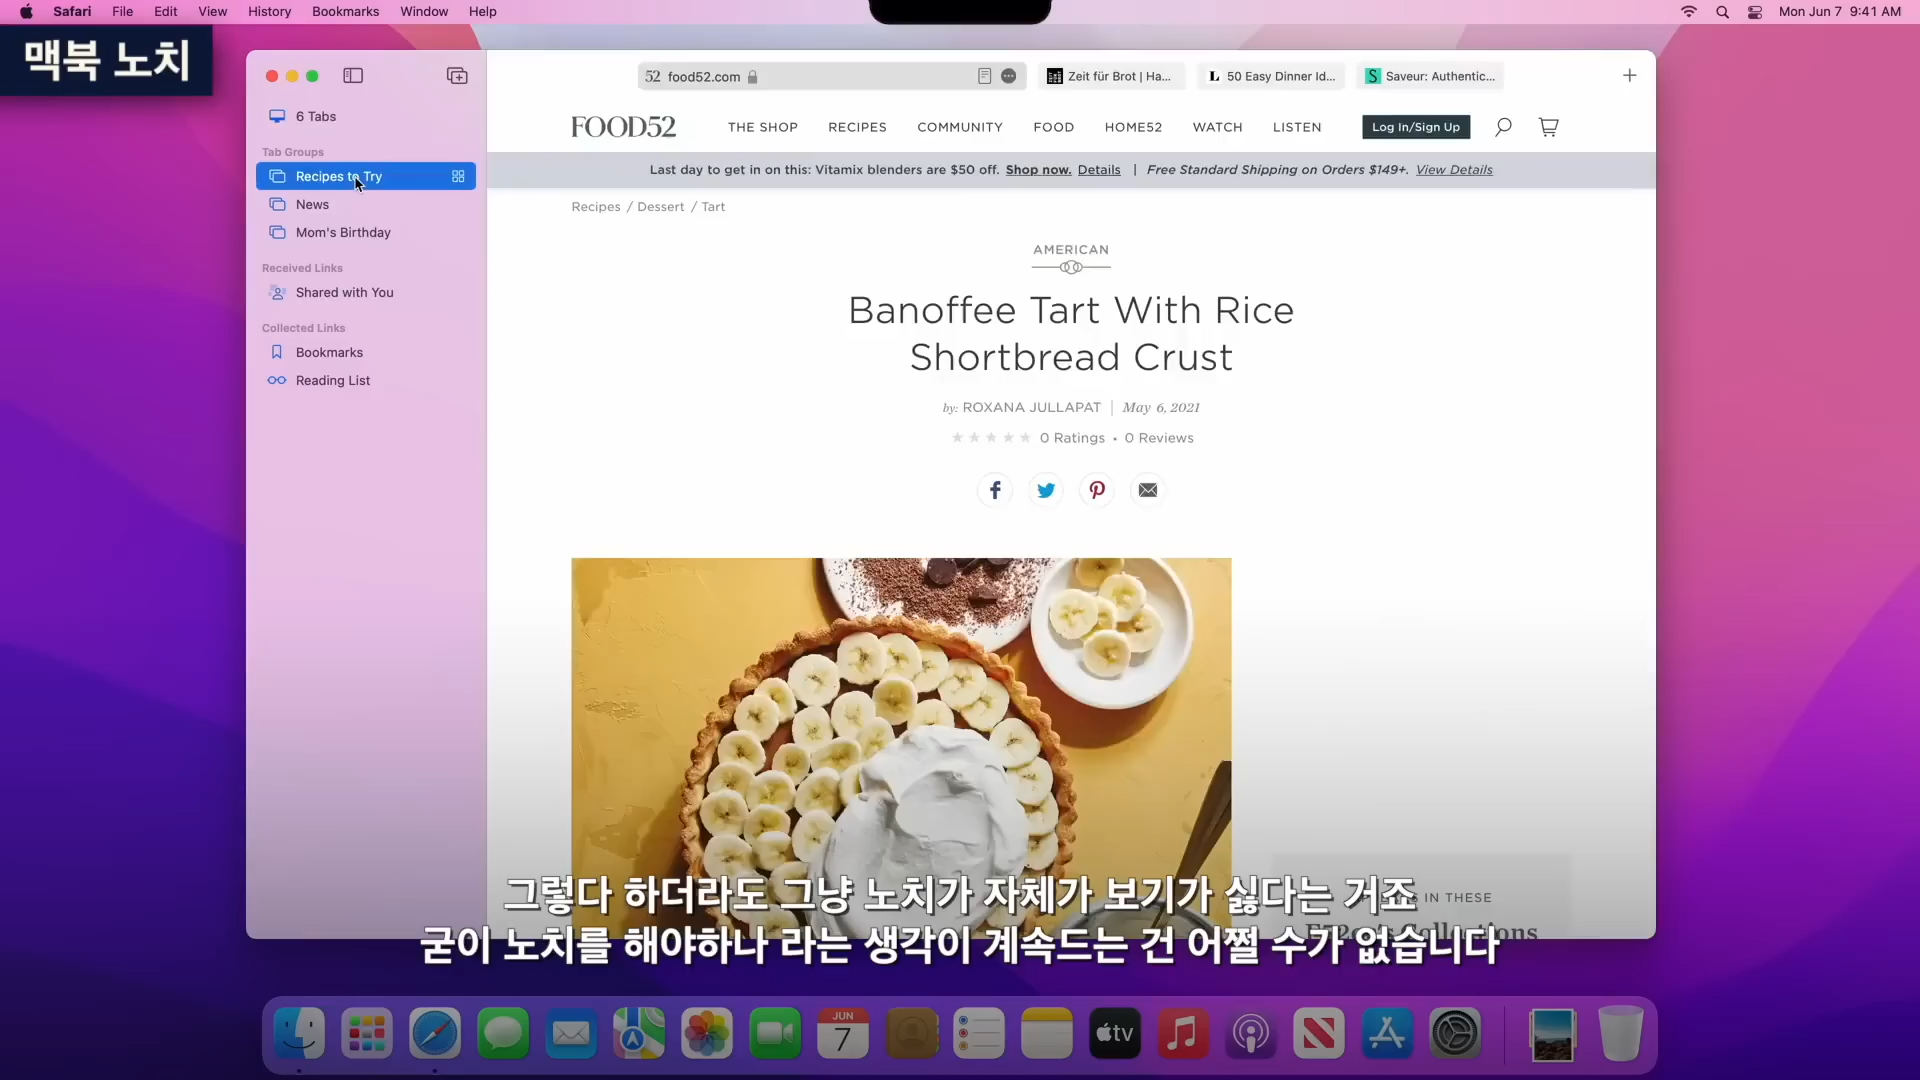 Safari File Edit View History Bookmarks Window Help
Mon Jun 7 9:41 AM
맥북 노치
6 Tabs
Tab Groups
Recipes to Try
News
Mom's Birthday
Received Links
Shared with You
Collected Links
Bookmarks
Reading List
52 food52.com
Zeit für Brot | Ha...
L 50 Easy Dinner Id...
S Saveur: Authentic...
FOOD52 THE SHOP RECIPES COMMUNITY FOOD HOME52 WATCH LISTEN Log In/Sign Up
Last day to get in on this: Vitamix blenders are $50 off. Shop now. Details | Free Standard Shipping on Orders $149+. View Details
Recipes / Dessert / Tart
AMERICAN
Banoffee Tart With Rice
Shortbread Crust
by: ROXANA JULLAPAT | May 6, 2021
0 Ratings • 0 Reviews
IN THESE
그렇다 하더라도 그냥 노치가 자체가 보기가 싫다는 거죠
굳이 노치를 해야하나 라는 생각이 계속드는 건 어쩔 수가 없습니다
JUN
7
tv